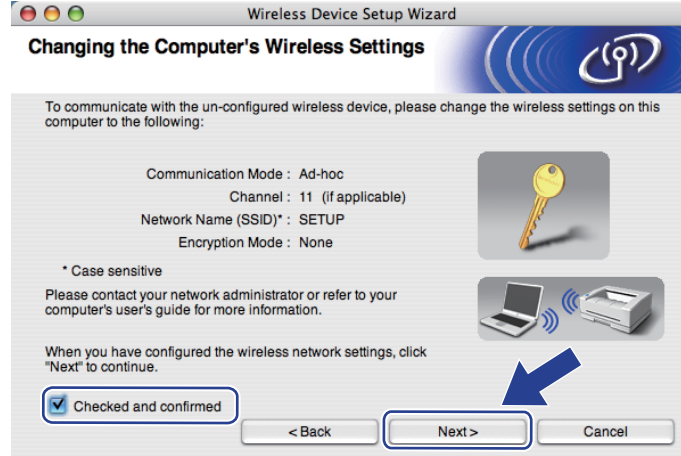 Wireless Device Setup Wizard
Changing the Computer's Wireless Settings
To communicate with the un-configured wireless device, please change the wireless settings on this
computer to the following:
Communication Mode : Ad-hoc
Channel : 11 (if applicable)
Network Name (SSID)* : SETUP
Encryption Mode : None
* Case sensitive
Please contact your network administrator or refer to your
computer's user's guide for more information.
When you have configured the wireless network settings, click
"Next" to continue.
Checked and confirmed
< Back
Next >
Cancel